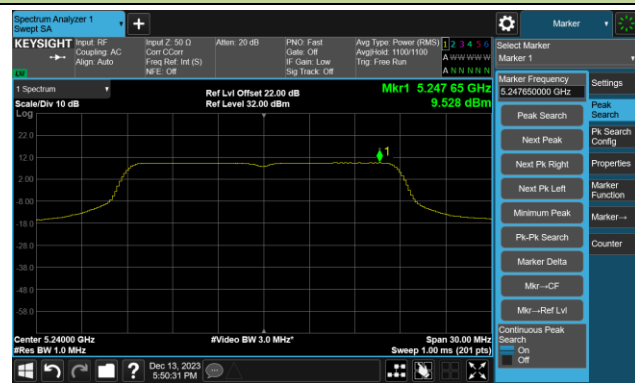 Spectrum Analyzer 1
Swept SA
Marker
KEYSIGHT
Input: RF
Coupling: AC
Align: Auto
Input Z: 50 Ω
Corr CCorr
Freq Ref: Int (S)
NFE: Off
Atten: 20 dB
PNO: Fast
Gate: Off
IF Gain: Low
Sig Track: Off
Avg Type: Power (RMS)
Avg|Hold: 1100/1100
Trig: Free Run
1 2 3 4 5 6
A W W W W W
A N N N N N
Select Marker
Marker 1
1 Spectrum
Scale/Div 10 dB
Log
Ref Lvl Offset 22.00 dB
Ref Level 32.00 dBm
Mkr1 5.247 65 GHz
9.528 dBm
22.0
12.0
2.00
-8.00
-18.0
-28.0
-38.0
-48.0
-58.0
1
Center 5.24000 GHz
#Res BW 1.0 MHz
#Video BW 3.0 MHz*
Span 30.00 MHz
Sweep 1.00 ms (201 pts)
Marker Frequency
5.247650000 GHz
Peak Search
Next Peak
Next Pk Right
Next Pk Left
Minimum Peak
Pk-Pk Search
Marker Delta
Mkr→CF
Mkr→Ref Lvl
Continuous Peak
Search
On
Off
Settings
Peak
Search
Pk Search
Config
Properties
Marker
Function
Marker→
Counter
?
Dec 13, 2023
5:50:31 PM